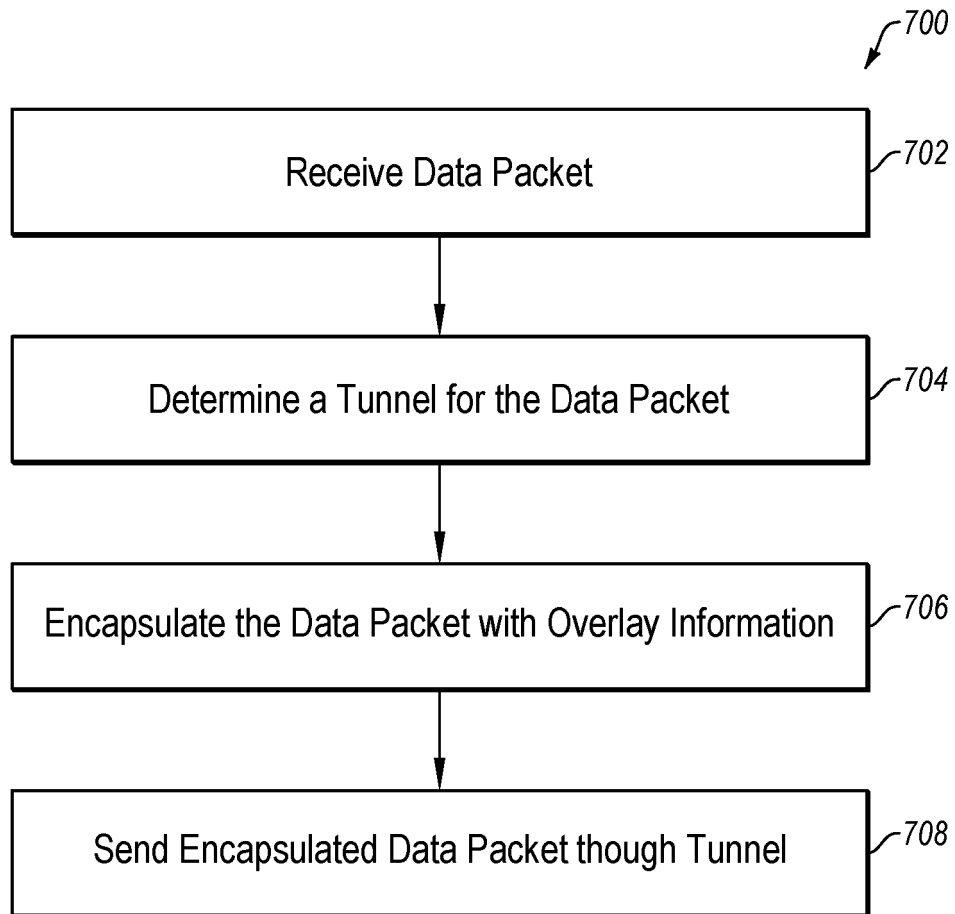 700
Receive Data Packet
702
Determine a Tunnel for the Data Packet
704
Encapsulate the Data Packet with Overlay Information
706
Send Encapsulated Data Packet though Tunnel
708